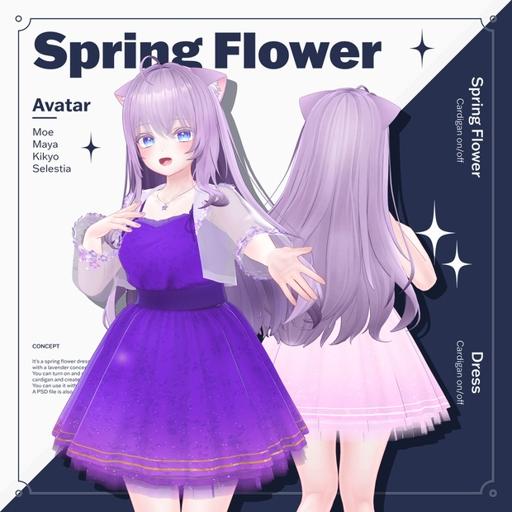 Spring Flower
Avatar
Moe
Maya
Kikyo
Selestia
Spring Flower
Cardigan on/off
CONCEPT
It's a spring flower dress
with a lavender concep
You can turn on and o
cardigan and create
You can use it with
A PSD file is also
Dress
Cardigan on/off